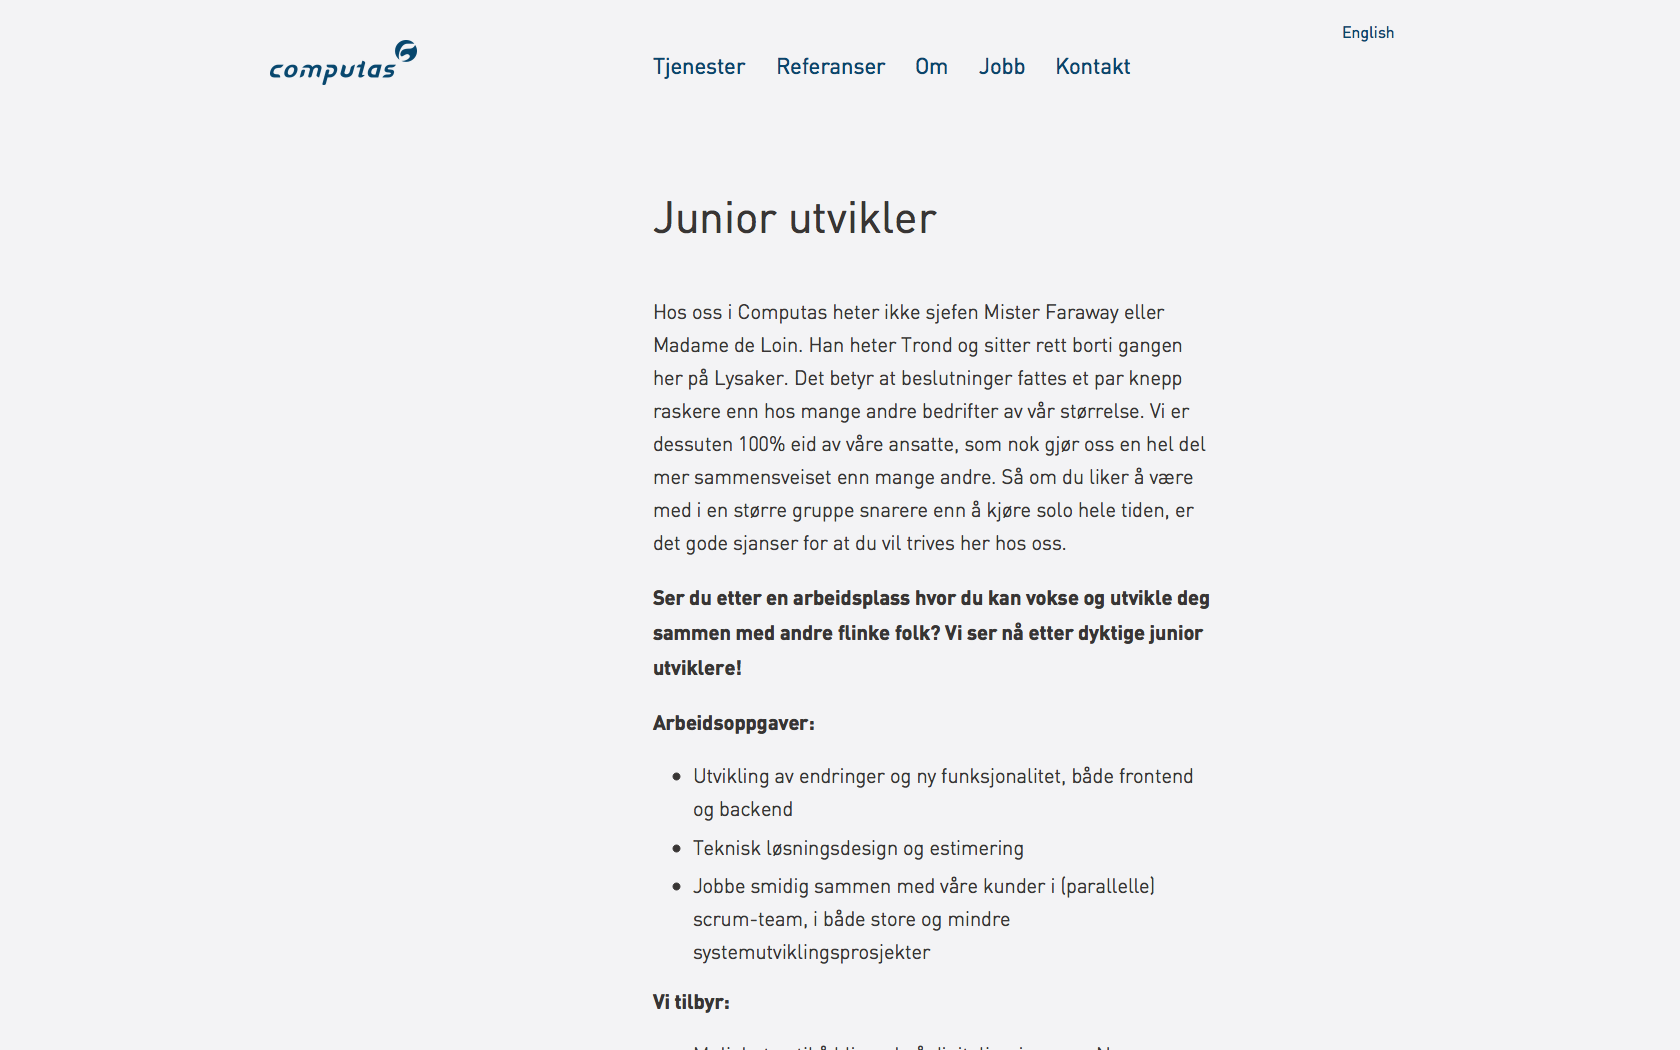 English
computas
Tjenester Referanser Om Jobb Kontakt
Junior utvikler
Hos oss i Computas heter ikke sjefen Mister Faraway eller
Madame de Loin. Han heter Trond og sitter rett borti gangen
her på Lysaker. Det betyr at beslutninger fattes et par knepp
raskere enn hos mange andre bedrifter av vår størrelse. Vi er
dessuten 100% eid av våre ansatte, som nok gjør oss en hel del
mer sammensveiset enn mange andre. Så om du liker å være
med i en større gruppe snarere enn å kjøre solo hele tiden, er
det gode sjanser for at du vil trives her hos oss.
Ser du etter en arbeidsplass hvor du kan vokse og utvikle deg
sammen med andre flinke folk? Vi ser nå etter dyktige junior
utviklere!
Arbeidsoppgaver:
Utvikling av endringer og ny funksjonalitet, både frontend
og backend
Teknisk løsningsdesign og estimering
Jobbe smidig sammen med våre kunder i (parallelle)
scrum-team, i både store og mindre
systemutviklingsprosjekter
Vi tilbyr: